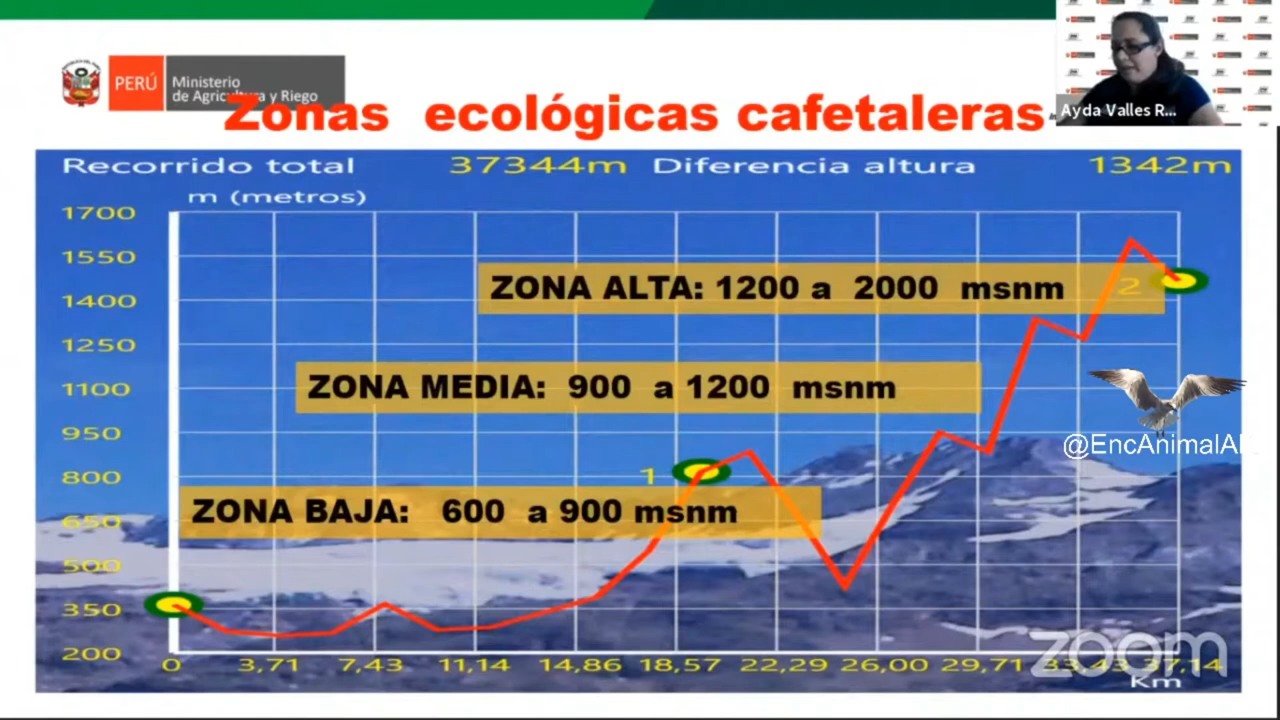 PERÚ
Ministerio
de Agricultura y Riego
Zonas ecológicas cafetaleras
Ayda Valles R...
Recorrido total 37344m Diferencia altura 1342m
m (metros)
1700
1550
1400
1250
1100
950
800
650
500
350
200
ZONA ALTA: 1200 a 2000 msnm
2
ZONA MEDIA: 900 a 1200 msnm
@EncAnimalAE
1
ZONA BAJA: 600 a 900 msnm
0 3,71 7,43 11,14 14,86 18,57 22,29 26,00 29,71 33,43 37,14
Km
zoom